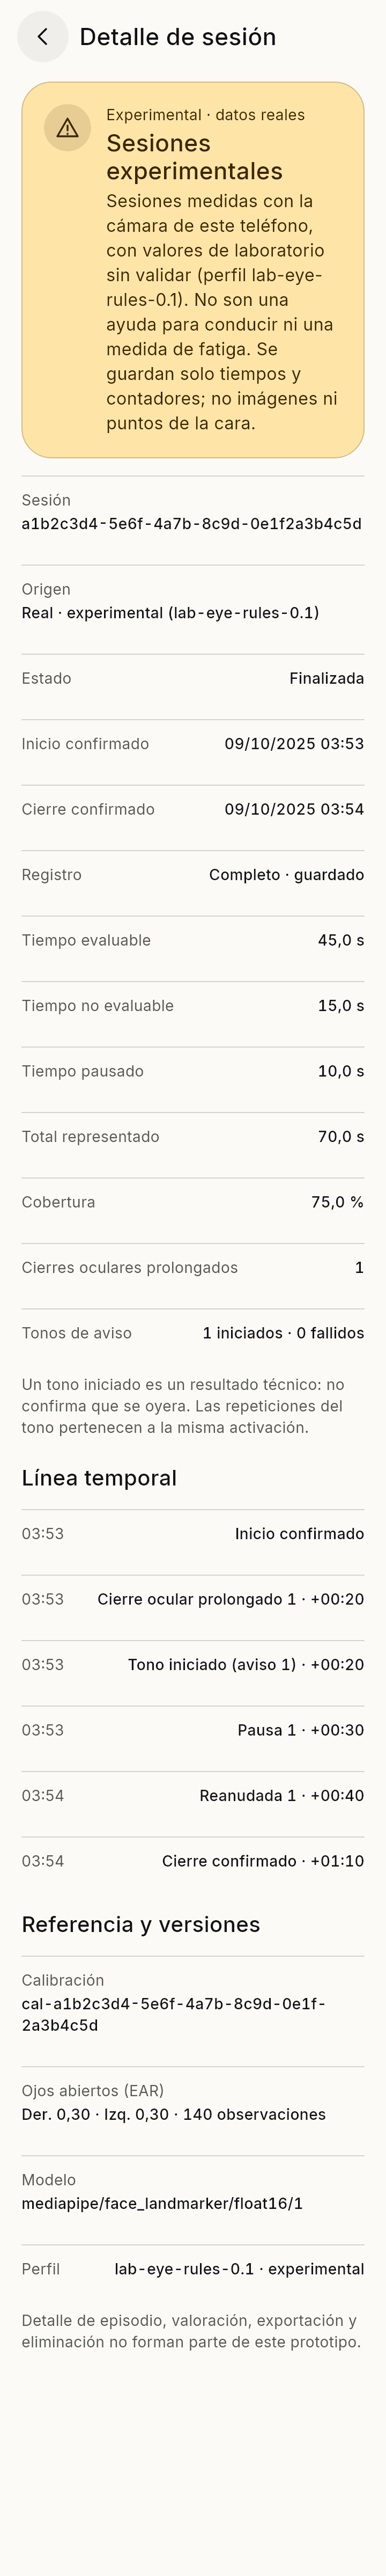 Detalle de sesión
Experimental · datos reales
Sesiones
experimentales
Sesiones medidas con la
cámara de este teléfono,
con valores de laboratorio
sin validar (perfil lab-eye-
rules-0.1). No son una
ayuda para conducir ni una
medida de fatiga. Se
guardan solo tiempos y
contadores; no imágenes ni
puntos de la cara.
Sesión
a1b2c3d4-5e6f-4a7b-8c9d-0e1f2a3b4c5d
Origen
Real · experimental (lab-eye-rules-0.1)
Estado Finalizada
Inicio confirmado 09/10/2025 03:53
Cierre confirmado 09/10/2025 03:54
Registro Completo · guardado
Tiempo evaluable 45,0 s
Tiempo no evaluable 15,0 s
Tiempo pausado 10,0 s
Total representado 70,0 s
Cobertura 75,0 %
Cierres oculares prolongados 1
Tonos de aviso 1 iniciados · 0 fallidos
Un tono iniciado es un resultado técnico: no
confirma que se oyera. Las repeticiones del
tono pertenecen a la misma activación.
Línea temporal
03:53 Inicio confirmado
03:53 Cierre ocular prolongado 1 · +00:20
03:53 Tono iniciado (aviso 1) · +00:20
03:53 Pausa 1 · +00:30
03:54 Reanudada 1 · +00:40
03:54 Cierre confirmado · +01:10
Referencia y versiones
Calibración
cal-a1b2c3d4-5e6f-4a7b-8c9d-0e1f-
2a3b4c5d
Ojos abiertos (EAR)
Der. 0,30 · Izq. 0,30 · 140 observaciones
Modelo
mediapipe/face_landmarker/float16/1
Perfil lab-eye-rules-0.1 · experimental
Detalle de episodio, valoración, exportación y
eliminación no forman parte de este prototipo.